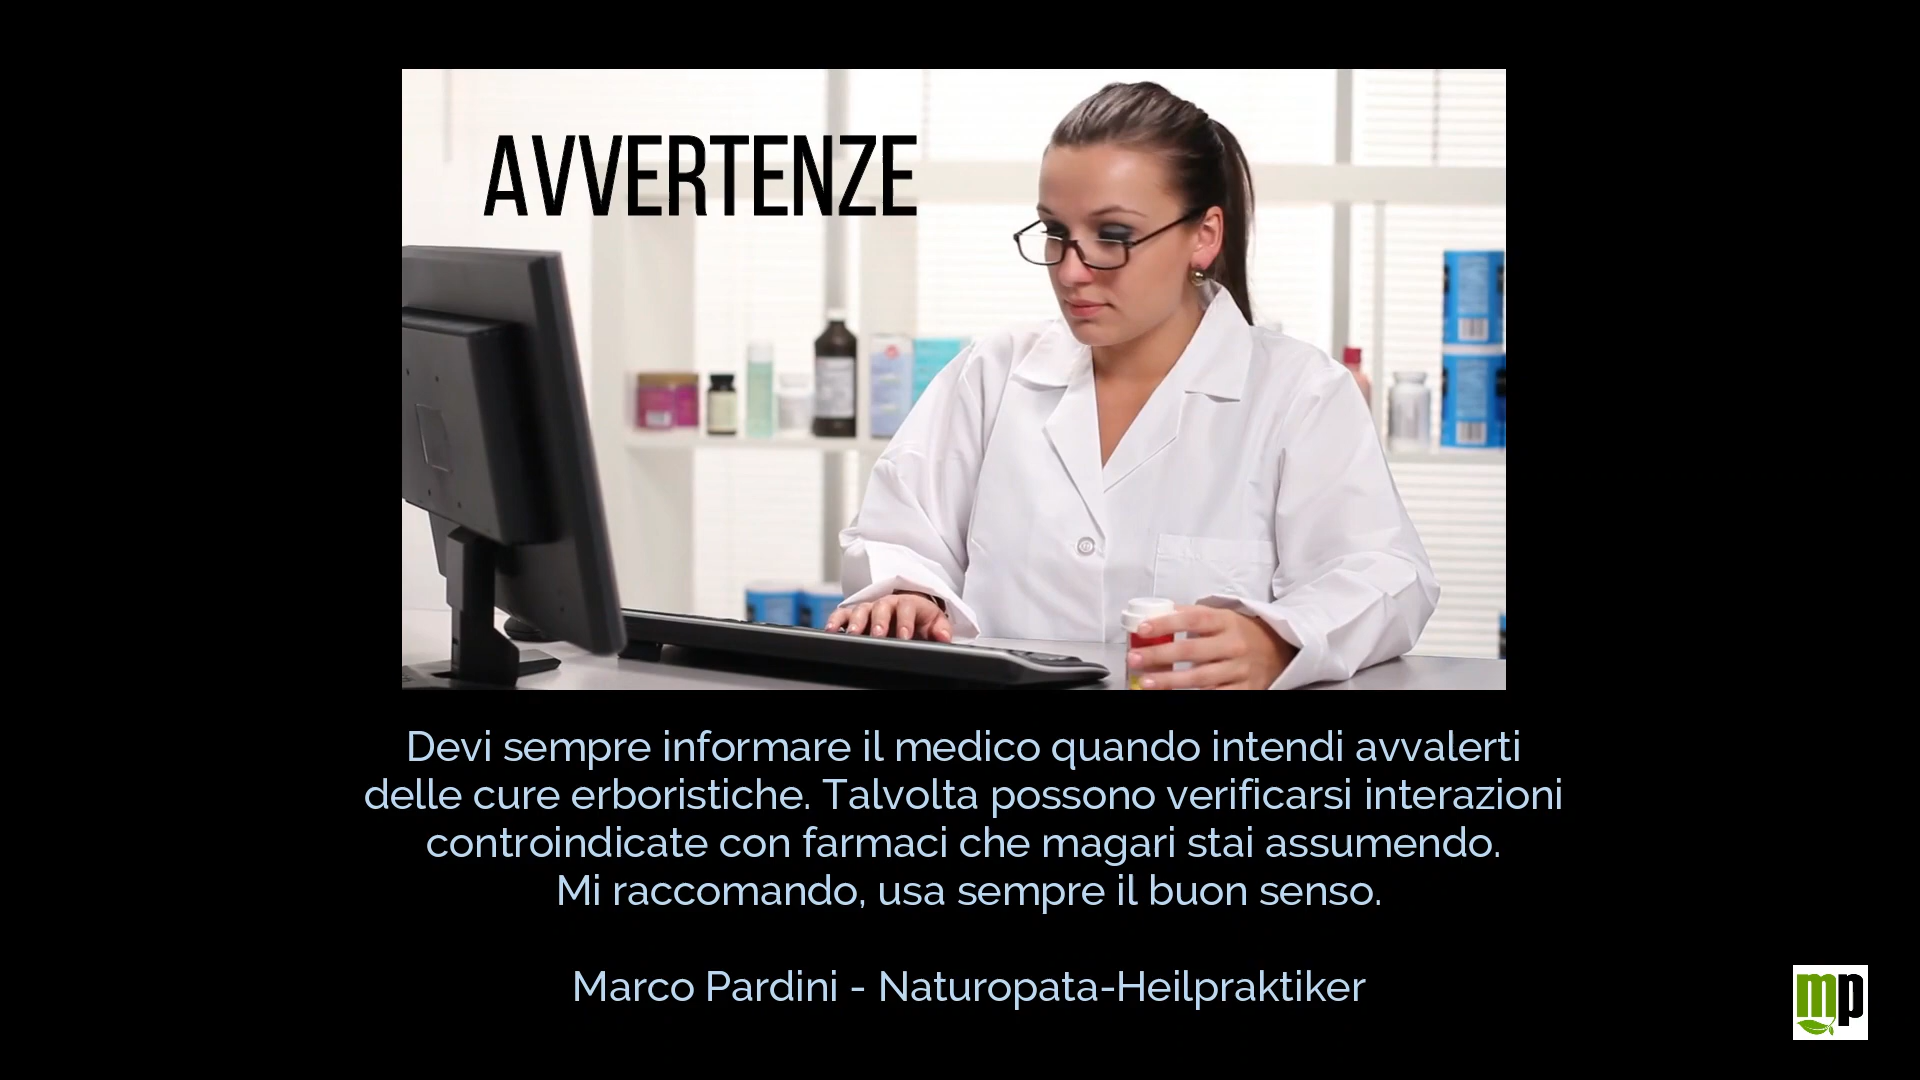 AVVERTENZE
Devi sempre informare il medico quando intendi avvalerti
delle cure erboristiche. Talvolta possono verificarsi interazioni
controindicate con farmaci che magari stai assumendo.
Mi raccomando, usa sempre il buon senso.
Marco Pardini - Naturopata-Heilpraktiker
mp